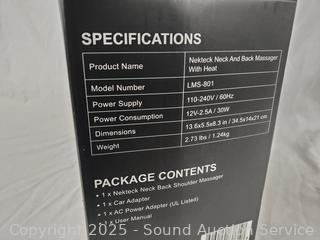 SPECIFICATIONS
Product Name Nekteck Neck And Back Massager
With Heat
Model Number LMS-801
Power Supply 110-240V / 60Hz
Power Consumption 12V-2.5A / 30W
Dimensions 13.6x5.5x8.3in / 34.5x14x21 cm
Weight 2.73 lbs / 1.24kg
PACKAGE CONTENTS
• 1 x Nekteck Neck Back Shoulder Massager
• 1 x Car Adapter
• 1 x AC Power Adapter (UL Listed)
User Manual
Copyright 2025 - Sound Auction Service